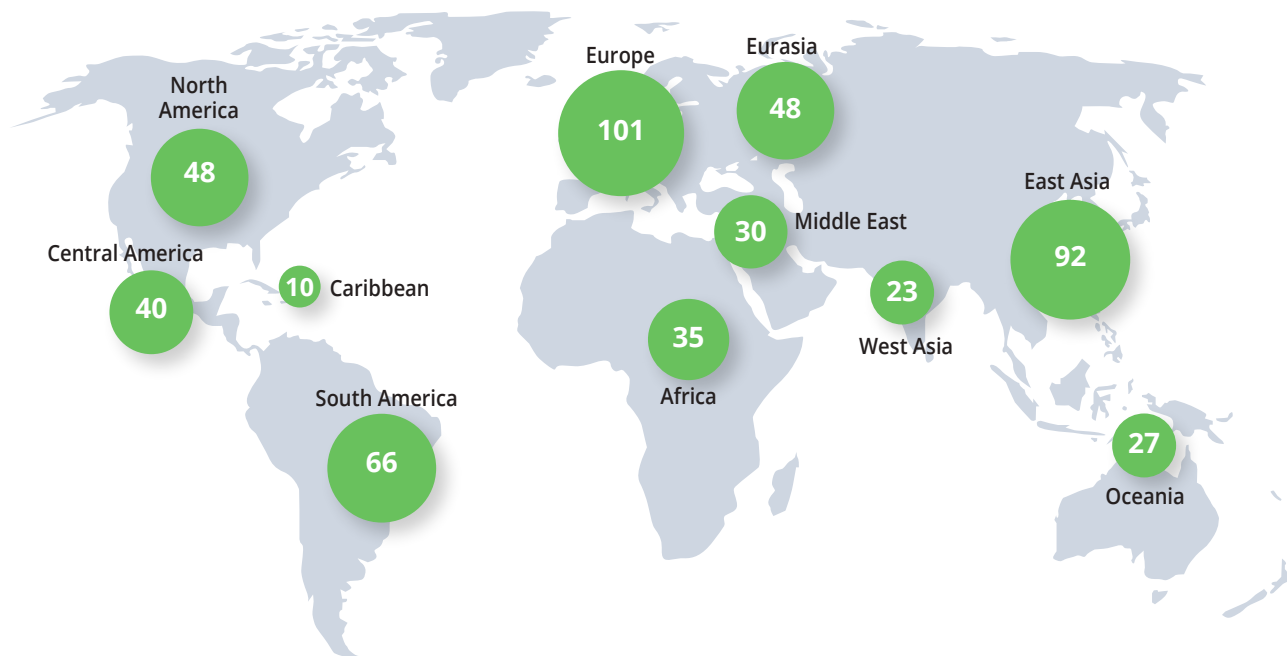 Europe
101
Eurasia
48
North
America
48
East Asia
92
Middle East
30
Central America
40
Caribbean
10
West Asia
23
Africa
35
South America
66
Oceania
27